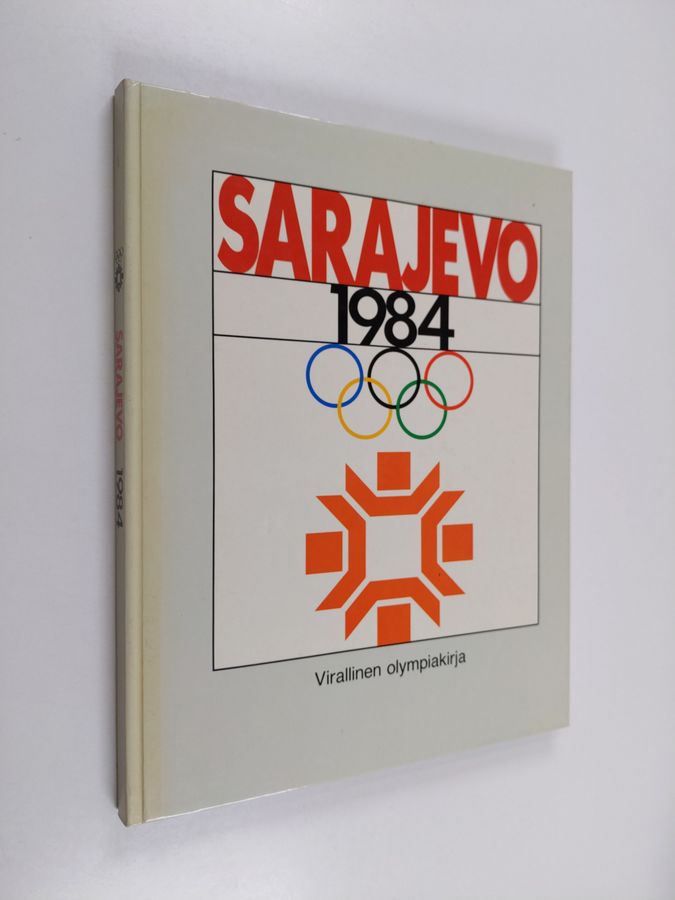 SARAJEVO
1984
Virallinen olympiakirja
SARAJEVO 1984